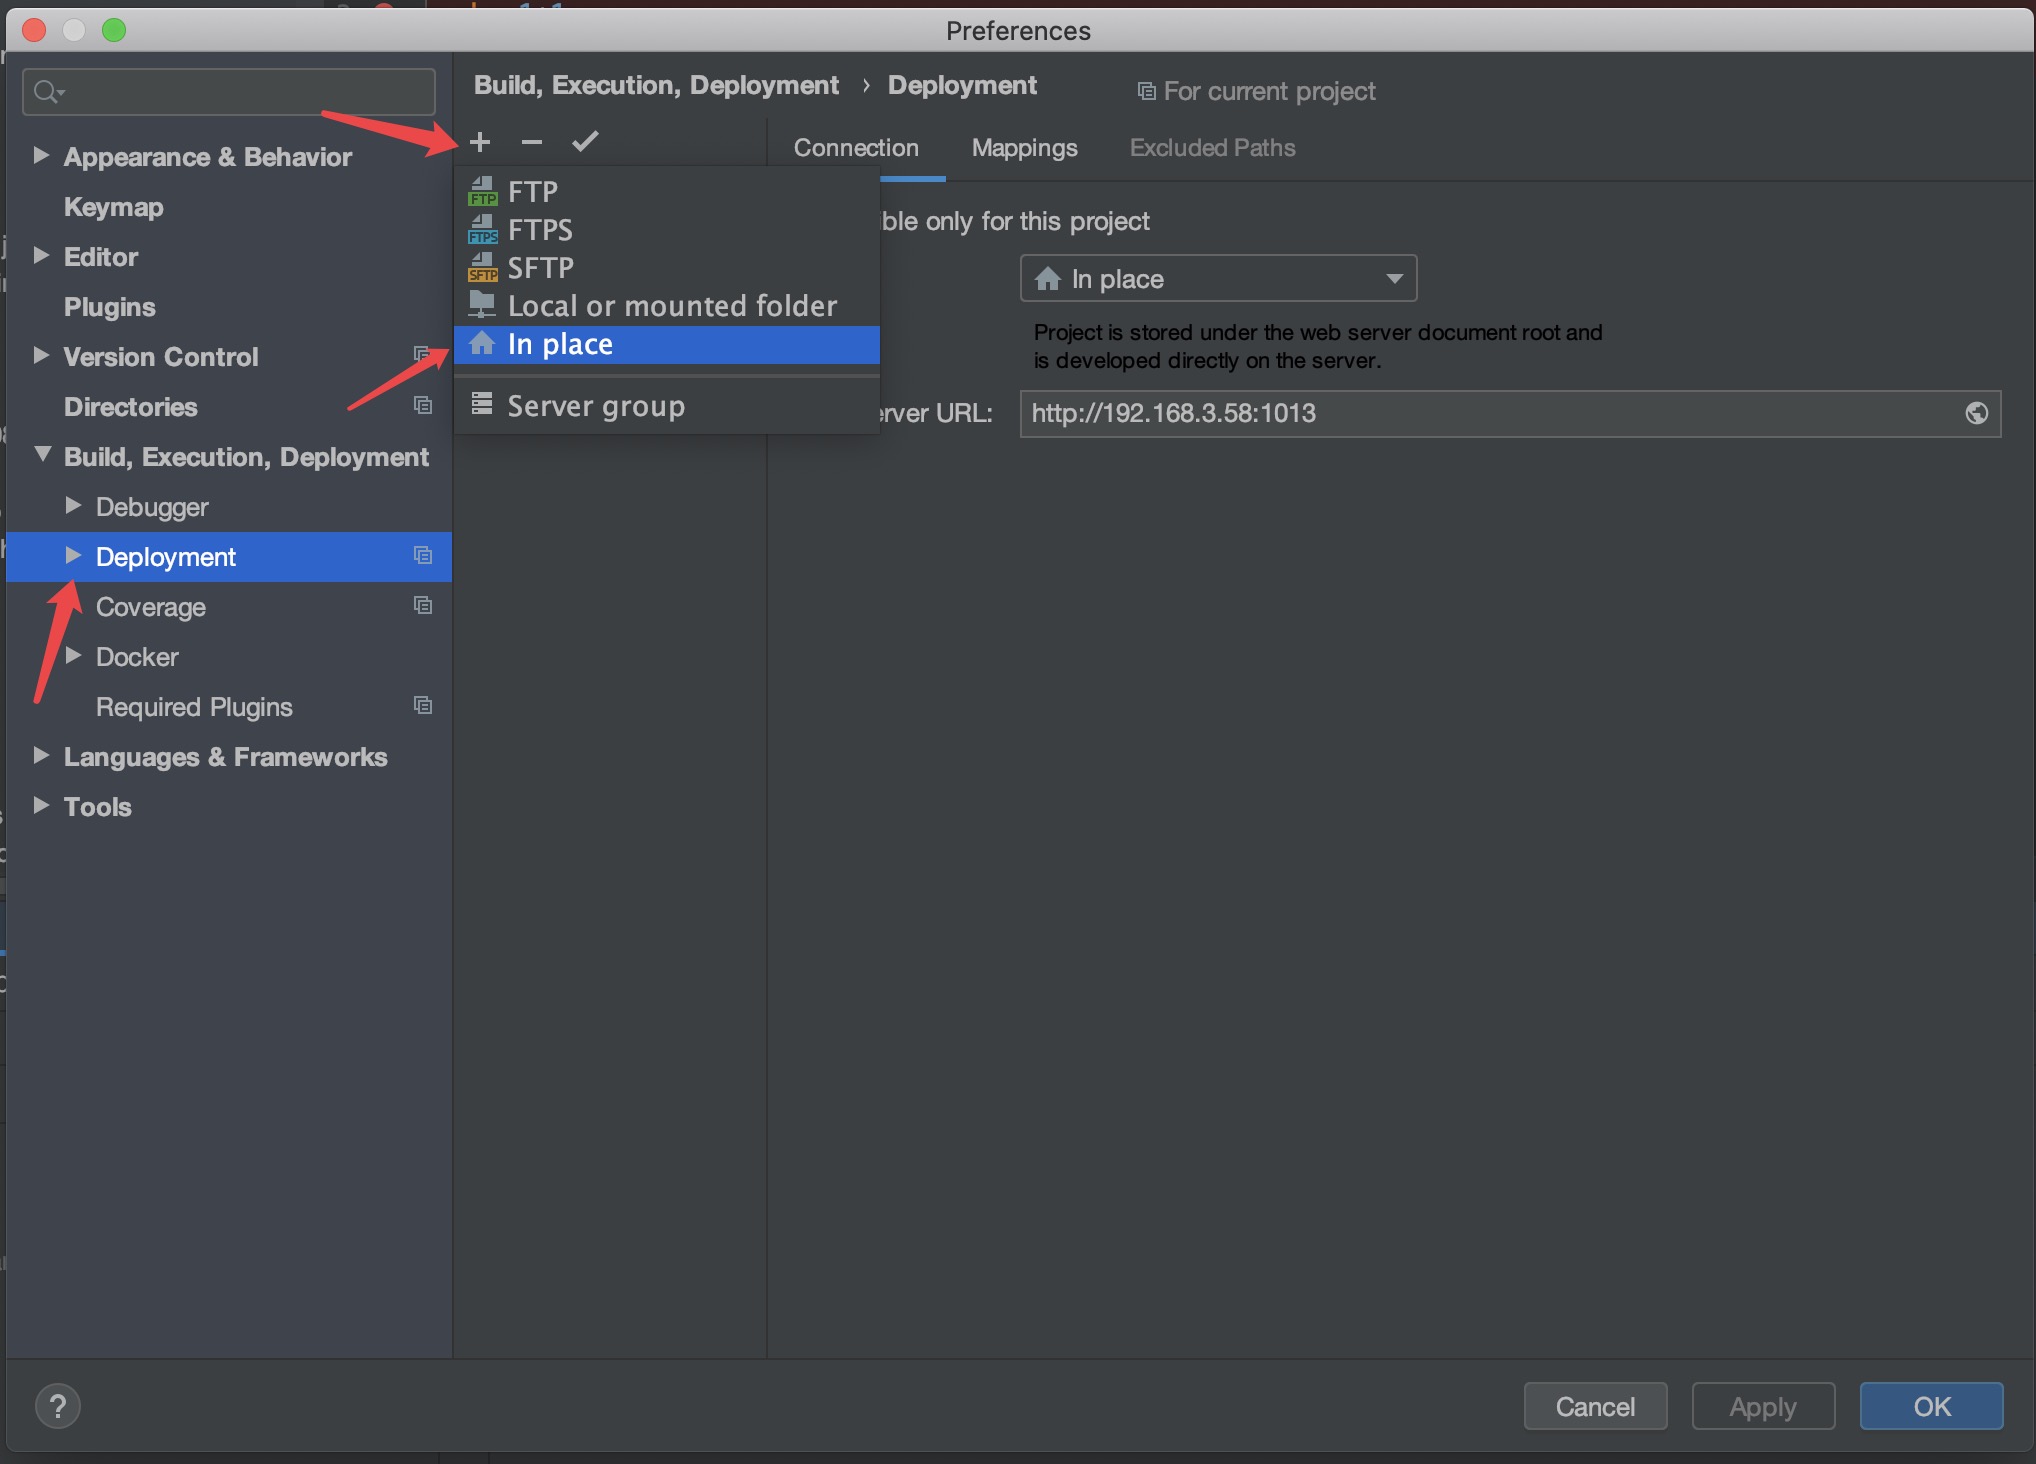 Preferences
Build, Execution, Deployment › Deployment
For current project
Appearance & Behavior
Keymap
Editor
Plugins
Version Control
Directories
Build, Execution, Deployment
Debugger
Deployment
Coverage
Docker
Required Plugins
Languages & Frameworks
Tools
FTP
FTP
FTPS
FTPS
SFTP
SFTP
Local or mounted folder
In place
Server group
Connection
Mappings
Excluded Paths
ible only for this project
In place
Project is stored under the web server document root and
is developed directly on the server.
erver URL:
http://192.168.3.58:1013
?
Cancel
Apply
OK